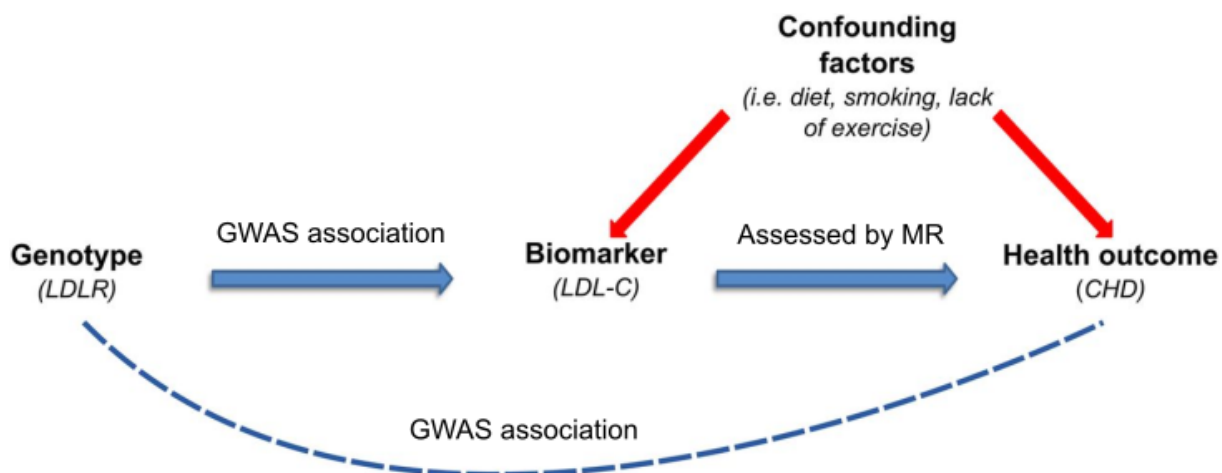 Confounding
factors
(i.e. diet, smoking, lack
of exercise)
GWAS association
Assessed by MR
Genotype
(LDLR)
Biomarker
(LDL-C)
Health outcome
(CHD)
GWAS association